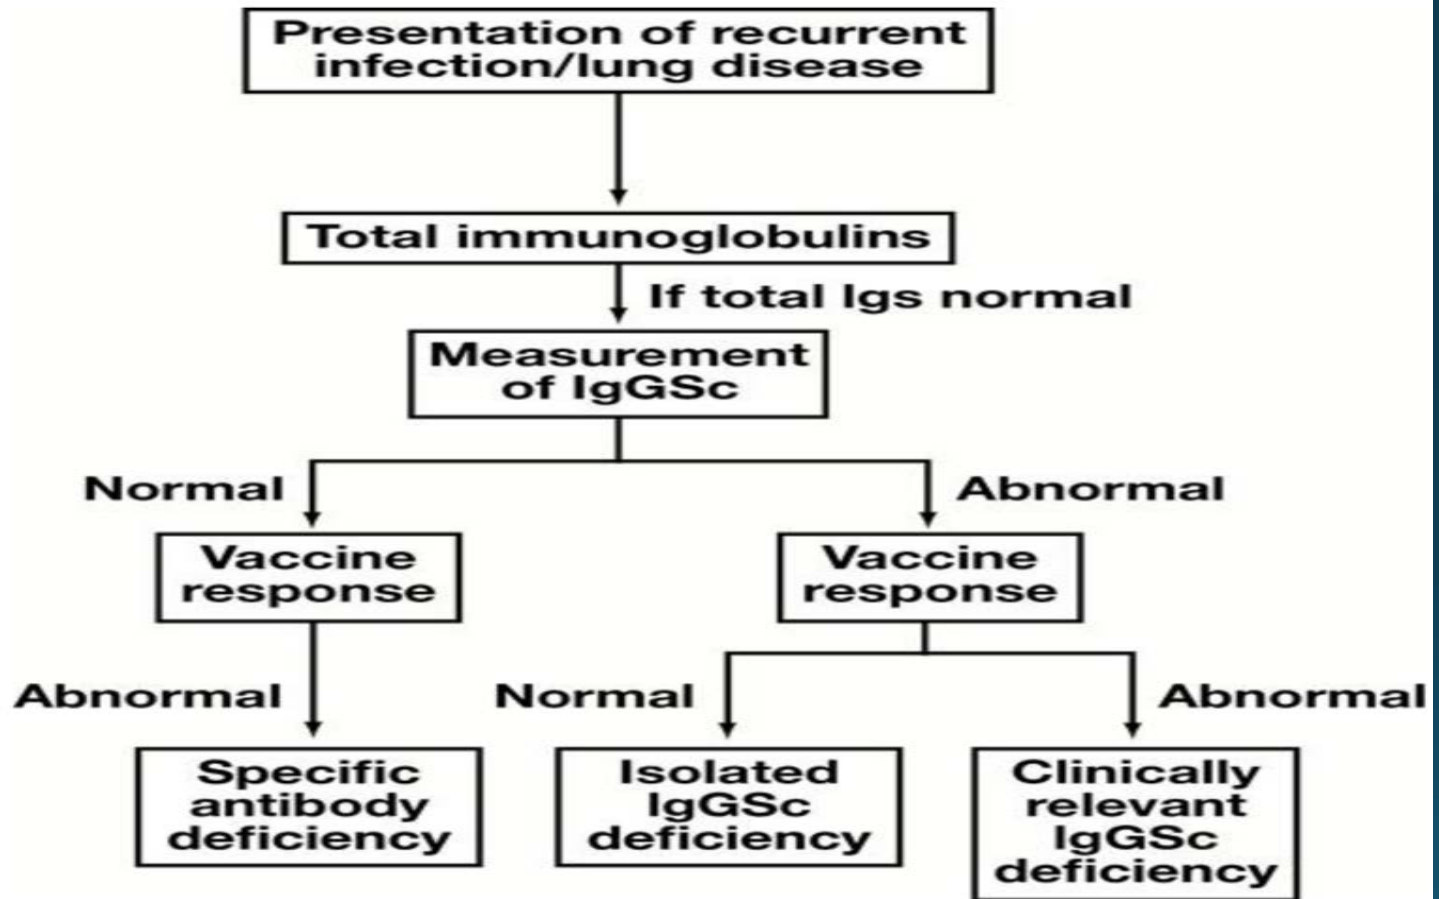 Presentation of recurrent
infection/lung disease
Total immunoglobulins
If total Igs normal
Measurement
of IgGSc
Normal
Abnormal
Vaccine
response
Vaccine
response
Abnormal
Normal
Abnormal
Specific
antibody
deficiency
Isolated
IgGSc
deficiency
Clinically
relevant
IgGSc
deficiency